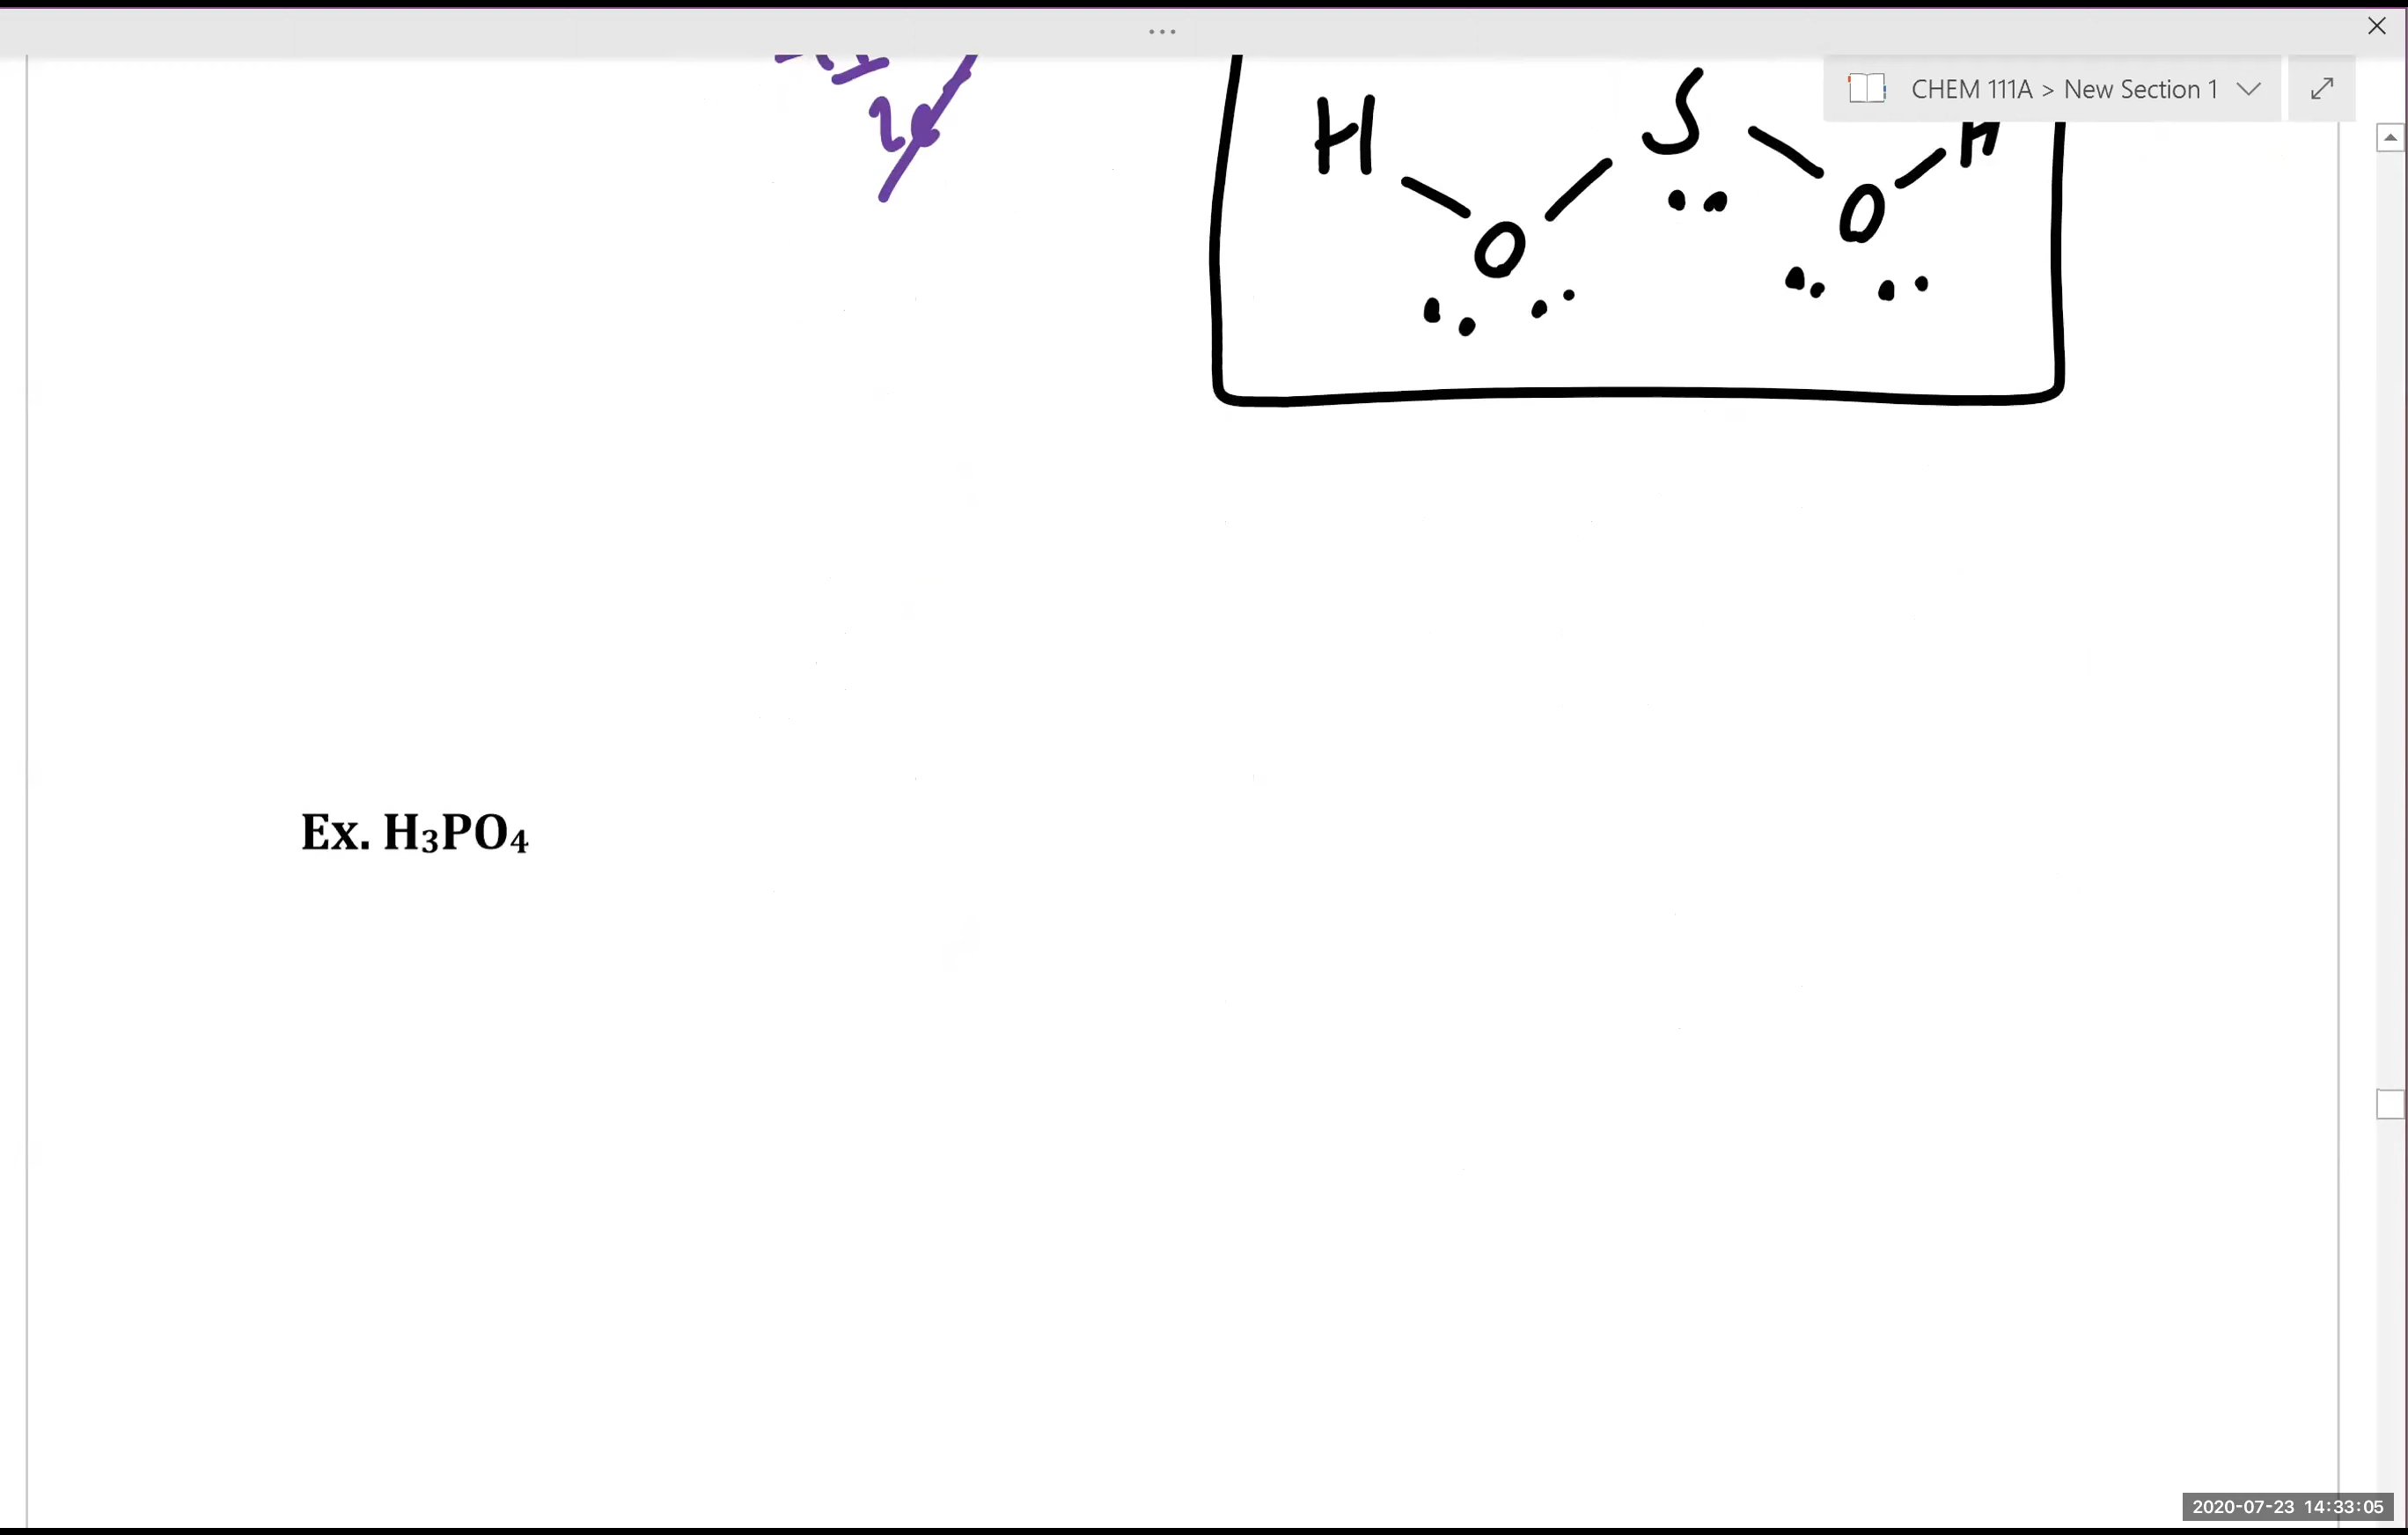 CHEM 111A > New Section 1
H S H
O O
Ex. H₃PO₄
2020-07-23 14:33:05